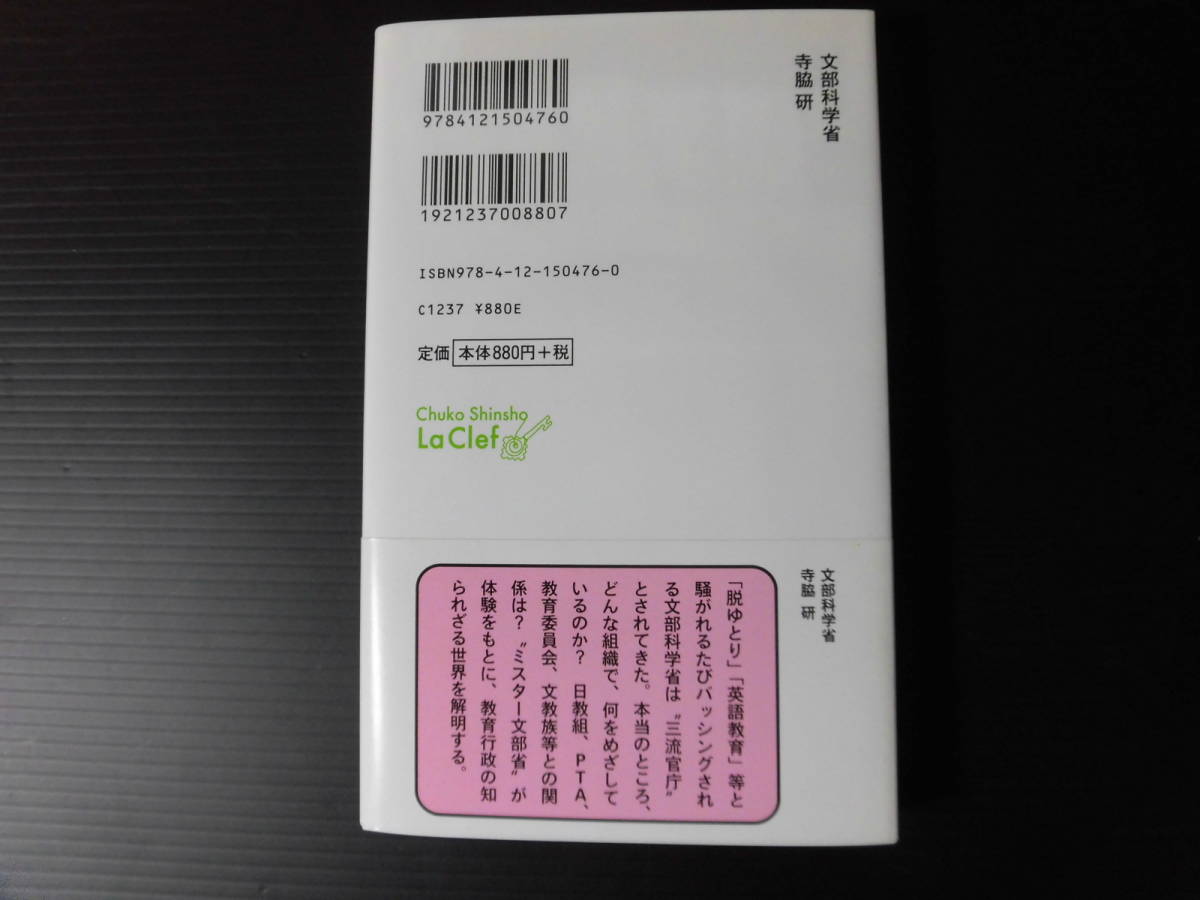 文部科学省
寺脇 研
9784121504760
1921237008807
ISBN978-4-12-150476-0
C1237 ¥880E
定価 本体880円+税
Chuko Shinsho
La Clef
文部科学省
寺脇 研
「脱ゆとり」「英語教育」等と
騒がれるたびバッシングされ
る文部科学省は〝三流官庁〟
とされてきた。本当のところ、
どんな組織で、何をめざして
いるのか？ 日教組、PTA、
教育委員会、文教族等との関
係は？〝ミスター文部省〟が
体験をもとに、教育行政の知
られざる世界を解明する。